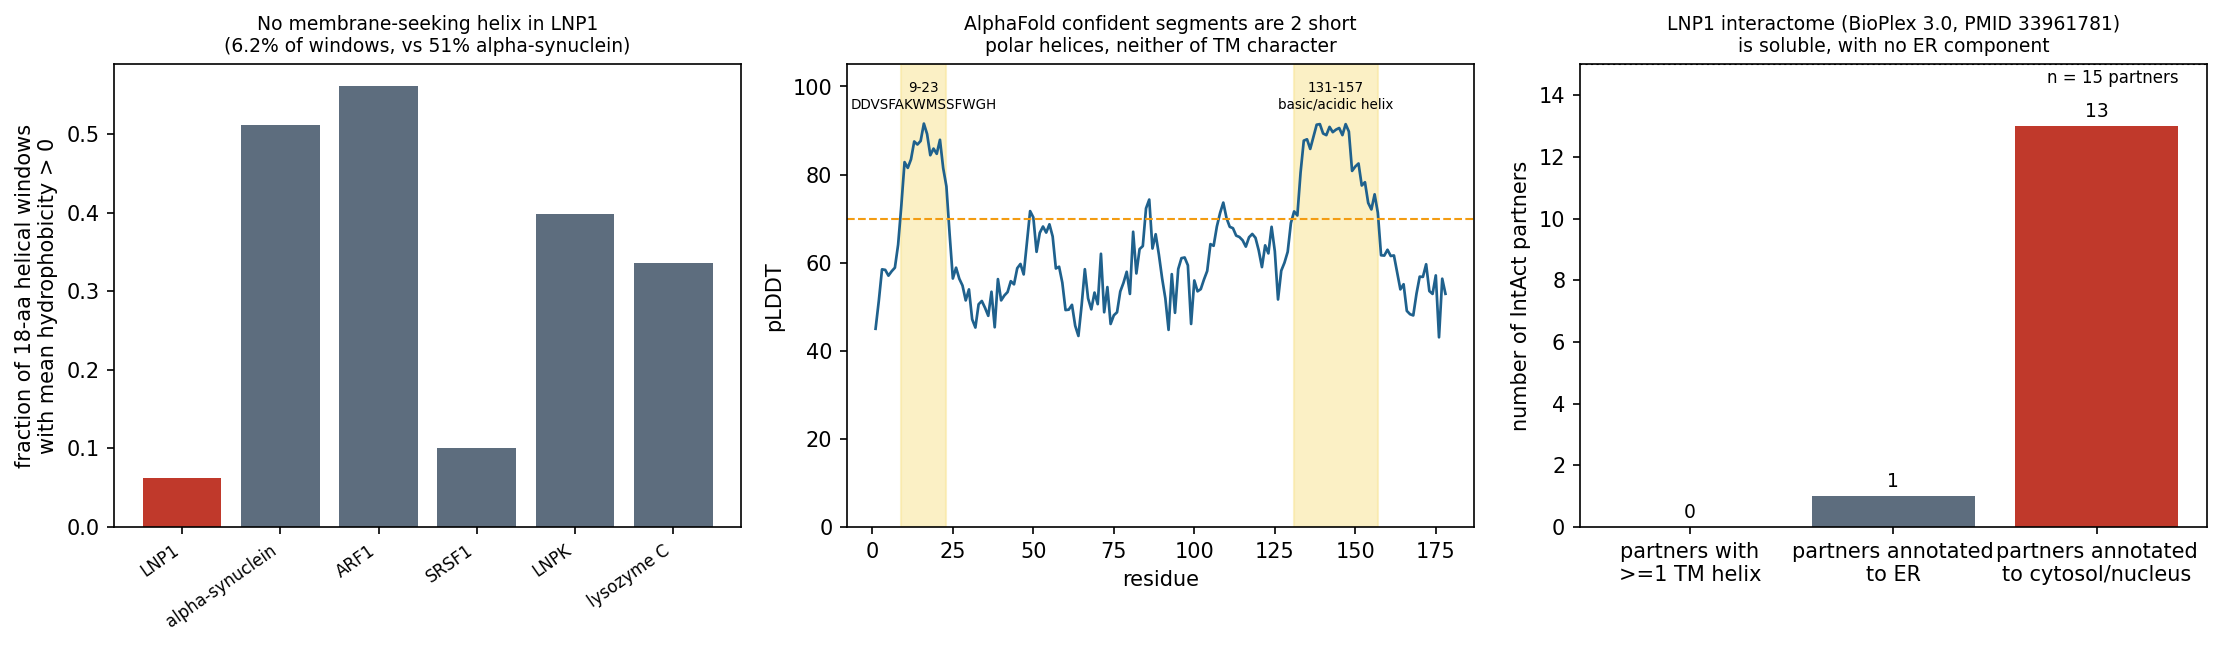 No membrane-seeking helix in LNP1
(6.2% of windows, vs 51% alpha-synuclein)
fraction of 18-aa helical windows
with mean hydrophobicity > 0
0.5
0.4
0.3
0.2
0.1
0.0
LNP1
alpha-synuclein
ARF1
SRSF1
LNPK
lysozyme C
AlphaFold confident segments are 2 short
polar helices, neither of TM character
pLDDT
100
80
60
40
20
0
9-23
DDVSFAKWMSSFWGH
131-157
basic/acidic helix
0
25
50
75
100
125
150
175
residue
LNP1 interactome (BioPlex 3.0, PMID 33961781)
is soluble, with no ER component
number of IntAct partners
14
12
10
8
6
4
2
0
n = 15 partners
0
1
13
partners with
>=1 TM helix
partners annotated
to ER
partners annotated
to cytosol/nucleus